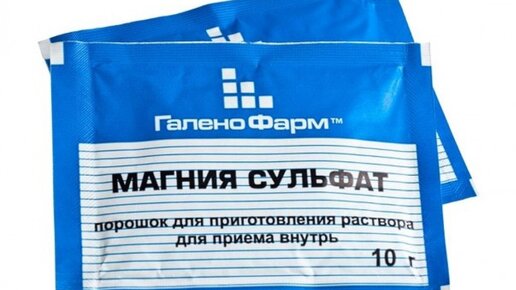 ГаленоФарм™
МАГНИЯ СУЛЬФАТ
порошок для приготовления раствора
для приема внутрь
10 г